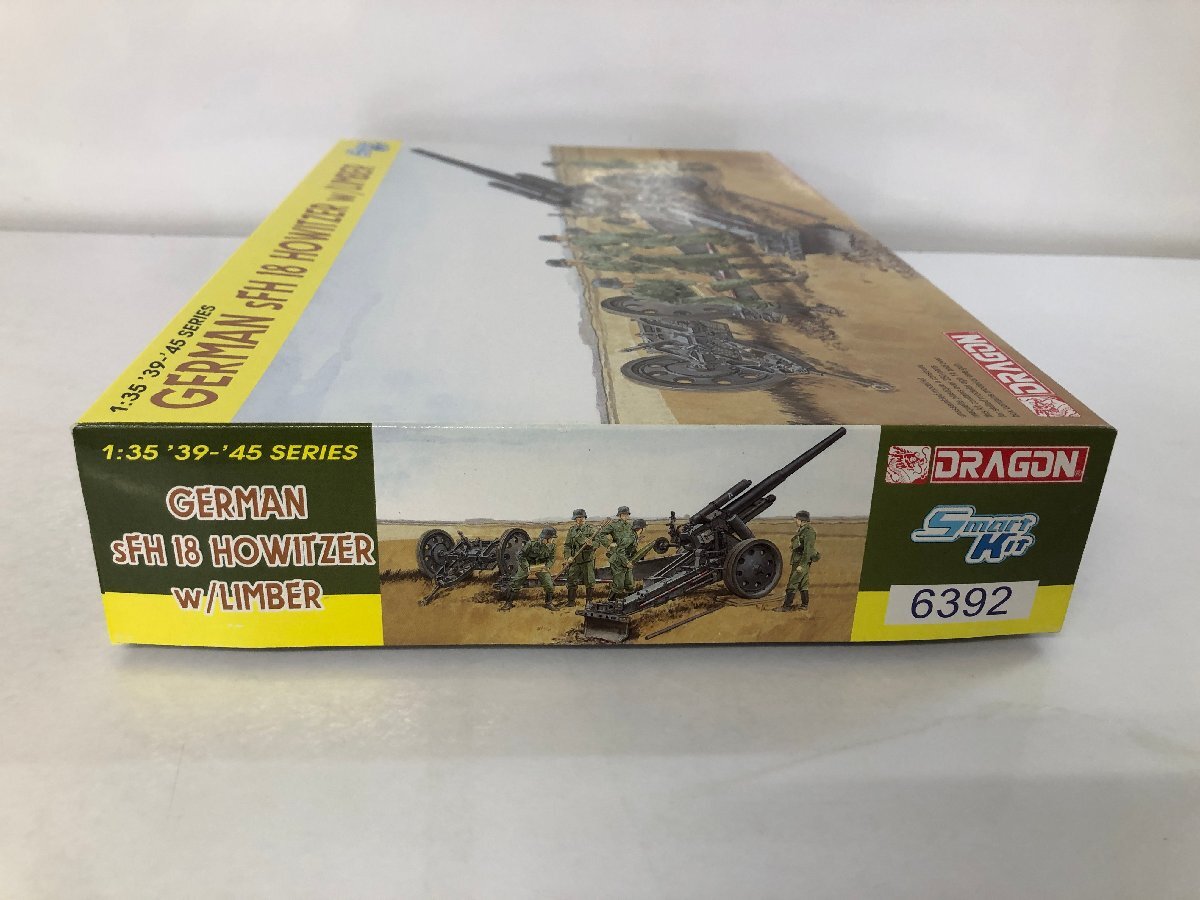 1:35 '39-'45 SERIES
GERMAN sFH 18 HOWITZER w/LIMBER
DRAGON
1:35 '39-'45 SERIES
GERMAN
sFH 18 HOWITZER
w/LIMBER
DRAGON
Smart
Kit
6392